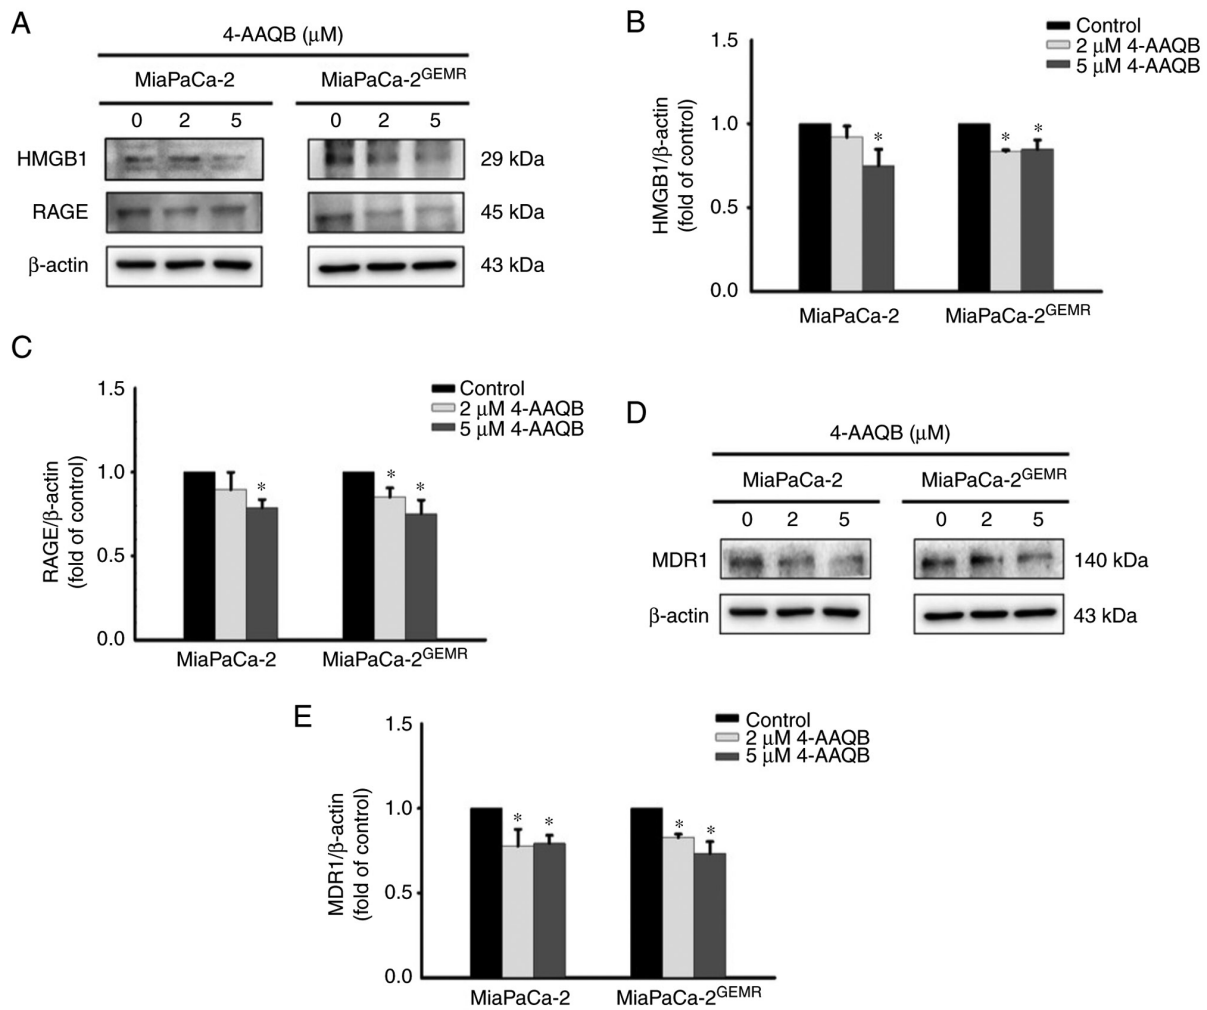 A
4-AAQB (μM)
MiaPaCa-2 MiaPaCa-2GEMR
0 2 5 0 2 5
HMGB1 29 kDa
RAGE 45 kDa
β-actin 43 kDa
B
Control
2 μM 4-AAQB
5 μM 4-AAQB
HMGB1/β-actin
(fold of control)
1.5
1.0
0.5
0.0
* * *
MiaPaCa-2 MiaPaCa-2GEMR
C
Control
2 μM 4-AAQB
5 μM 4-AAQB
RAGE/β-actin
(fold of control)
1.5
1.0
0.5
0.0
* * *
MiaPaCa-2 MiaPaCa-2GEMR
D
4-AAQB (μM)
MiaPaCa-2 MiaPaCa-2GEMR
0 2 5 0 2 5
MDR1 140 kDa
β-actin 43 kDa
E
Control
2 μM 4-AAQB
5 μM 4-AAQB
MDR1/β-actin
(fold of control)
1.5
1.0
0.5
0.0
* * * *
MiaPaCa-2 MiaPaCa-2GEMR